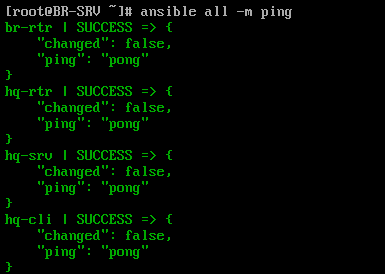 [root@BR-SRV ~]# ansible all -m ping
br-rtr | SUCCESS => {
    "changed": false,
    "ping": "pong"
}
hq-rtr | SUCCESS => {
    "changed": false,
    "ping": "pong"
}
hq-srv | SUCCESS => {
    "changed": false,
    "ping": "pong"
}
hq-cli | SUCCESS => {
    "changed": false,
    "ping": "pong"
}